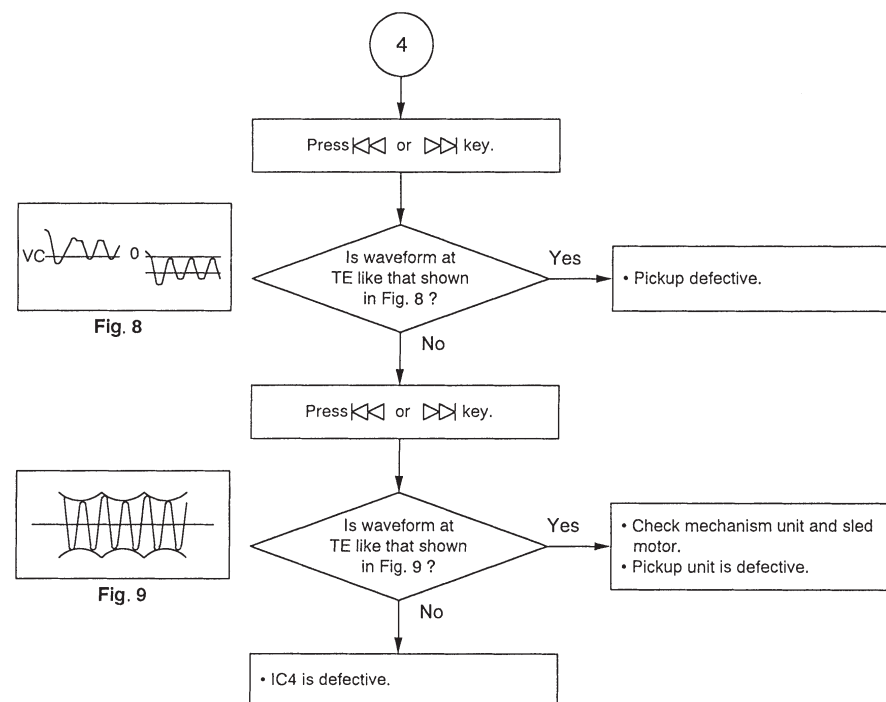 4
Press or key.
VC 0
Fig. 8
Is waveform at
TE like that shown
in Fig. 8 ?
Yes
• Pickup defective.
No
Press or key.
Fig. 9
Is waveform at
TE like that shown
in Fig. 9 ?
Yes
• Check mechanism unit and sled
motor.
• Pickup unit is defective.
No
• IC4 is defective.